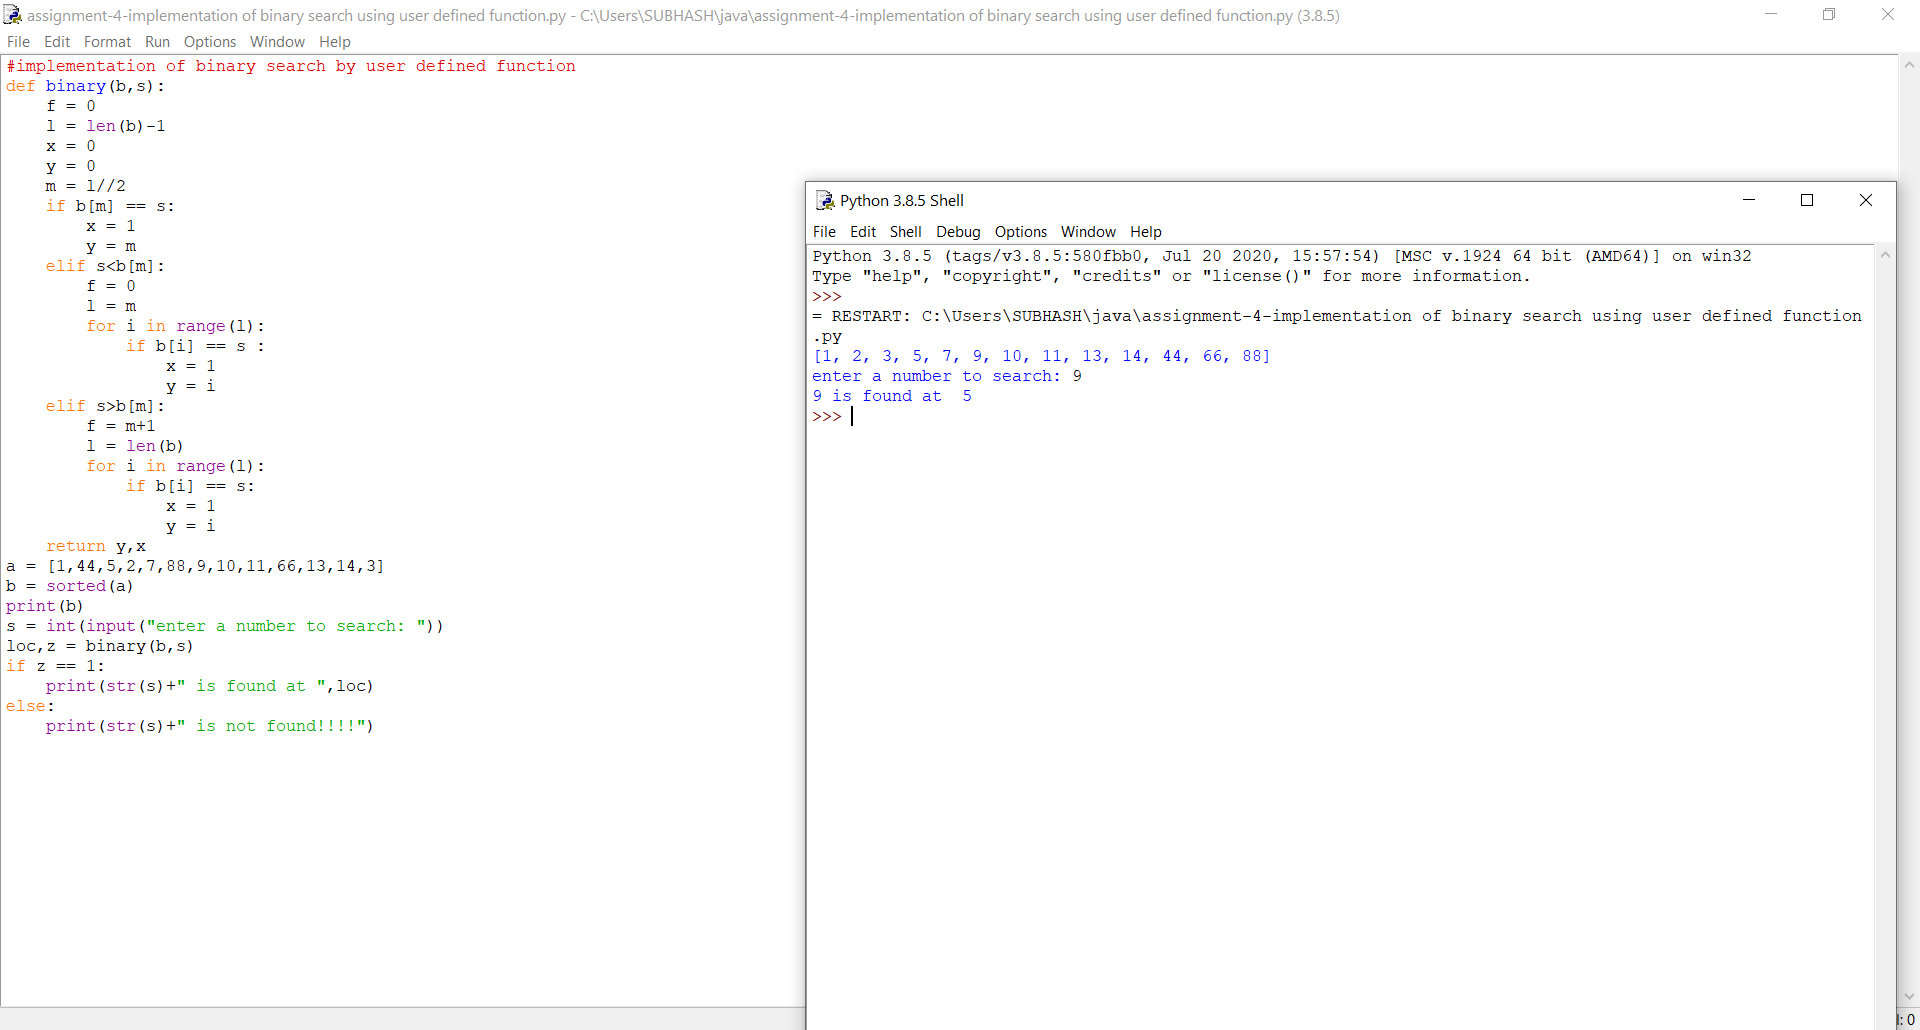 assignment-4-implementation of binary search using user defined function.py - C:\Users\SUBHASH\java\assignment-4-implementation of binary search using user defined function.py (3.8.5)
File Edit Format Run Options Window Help
#implementation of binary search by user defined function
def binary(b,s):
    f = 0
    l = len(b)-1
    x = 0
    y = 0
    m = l//2
    if b[m] == s:
        x = 1
        y = m
    elif s<b[m]:
        f = 0
        l = m
        for i in range(l):
            if b[i] == s :
                x = 1
                y = i
    elif s>b[m]:
        f = m+1
        l = len(b)
        for i in range(l):
            if b[i] == s:
                x = 1
                y = i
    return y,x
a = [1,44,5,2,7,88,9,10,11,66,13,14,3]
b = sorted(a)
print(b)
s = int(input("enter a number to search: "))
loc,z = binary(b,s)
if z == 1:
    print(str(s)+" is found at ",loc)
else:
    print(str(s)+" is not found!!!!")
Python 3.8.5 Shell
File Edit Shell Debug Options Window Help
Python 3.8.5 (tags/v3.8.5:580fbb0, Jul 20 2020, 15:57:54) [MSC v.1924 64 bit (AMD64)] on win32
Type "help", "copyright", "credits" or "license()" for more information.
>>>
= RESTART: C:\Users\SUBHASH\java\assignment-4-implementation of binary search using user defined function
.py
[1, 2, 3, 5, 7, 9, 10, 11, 13, 14, 44, 66, 88]
enter a number to search: 9
9 is found at  5
>>>
: 0